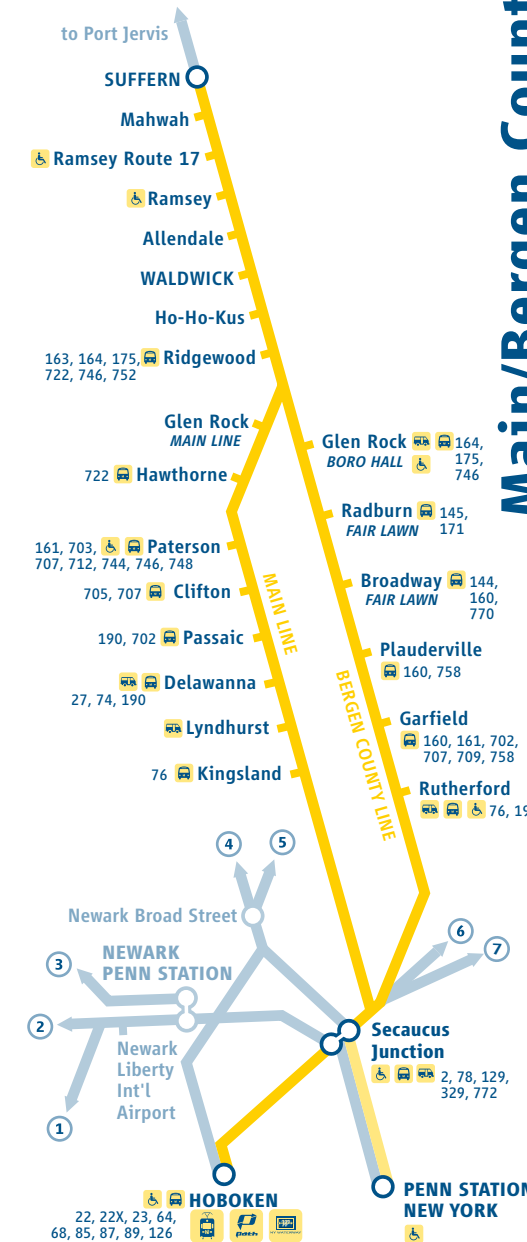 to Port Jervis
SUFFERN
Mahwah
Ramsey Route 17
Ramsey
Allendale
WALDWICK
Ho-Ho-Kus
163, 164, 175, Ridgewood
722, 746, 752
Glen Rock
MAIN LINE
722 Hawthorne
161, 703, Paterson
707, 712, 744, 746, 748
705, 707 Clifton
190, 702 Passaic
Delawanna
27, 74, 190
Lyndhurst
76 Kingsland
MAIN LINE
Glen Rock 164,
BORO HALL 175,
746
Radburn 145,
FAIR LAWN 171
Broadway 144,
FAIR LAWN 160,
770
Plauderville
160, 758
Garfield
160, 161, 702,
707, 709, 758
Rutherford
76,
BERGEN COUNTY LINE
Main/Bergen
4
5
Newark Broad Street
6
7
3
NEWARK
PENN STATION
2
Newark
Liberty
Int'l
Airport
1
Secaucus
Junction
2, 78, 129,
329, 772
HOBOKEN
22, 22X, 23, 64,
68, 85, 87, 89, 126
path
PENN STATION
NEW YORK